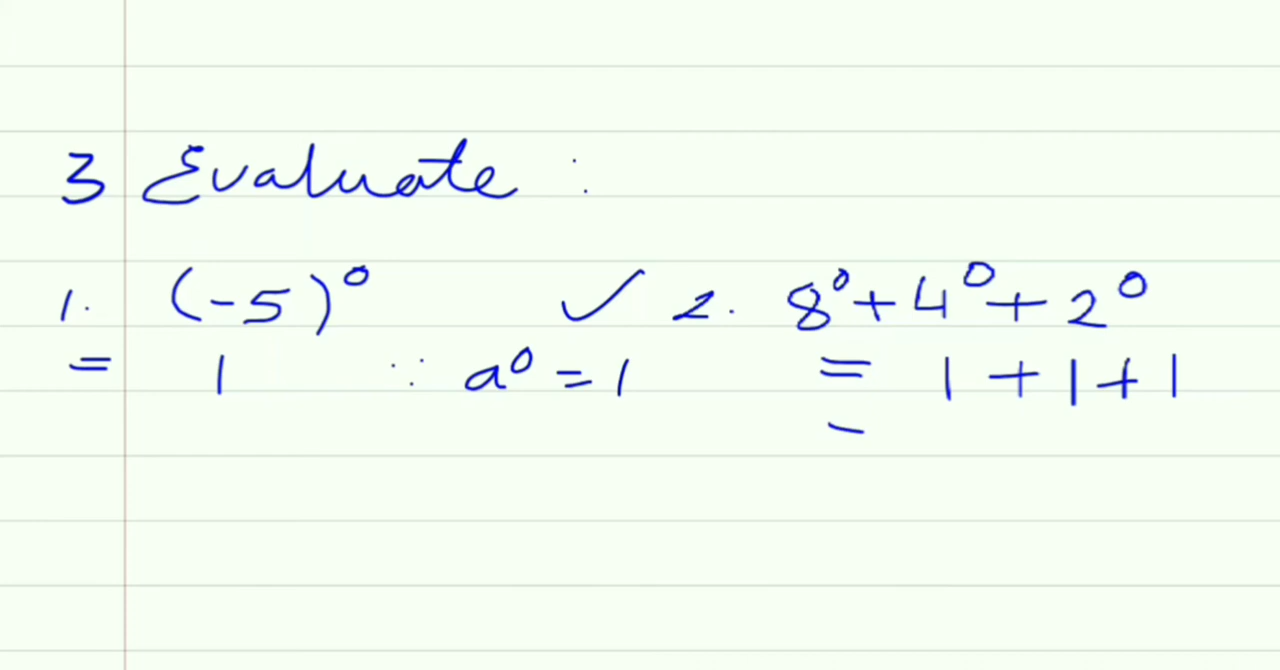 3 Evaluate :
1. (-5)⁰ ✓ 2. 8⁰+4⁰+2⁰
= 1 ∵ a⁰ = 1 = 1+1+1
–